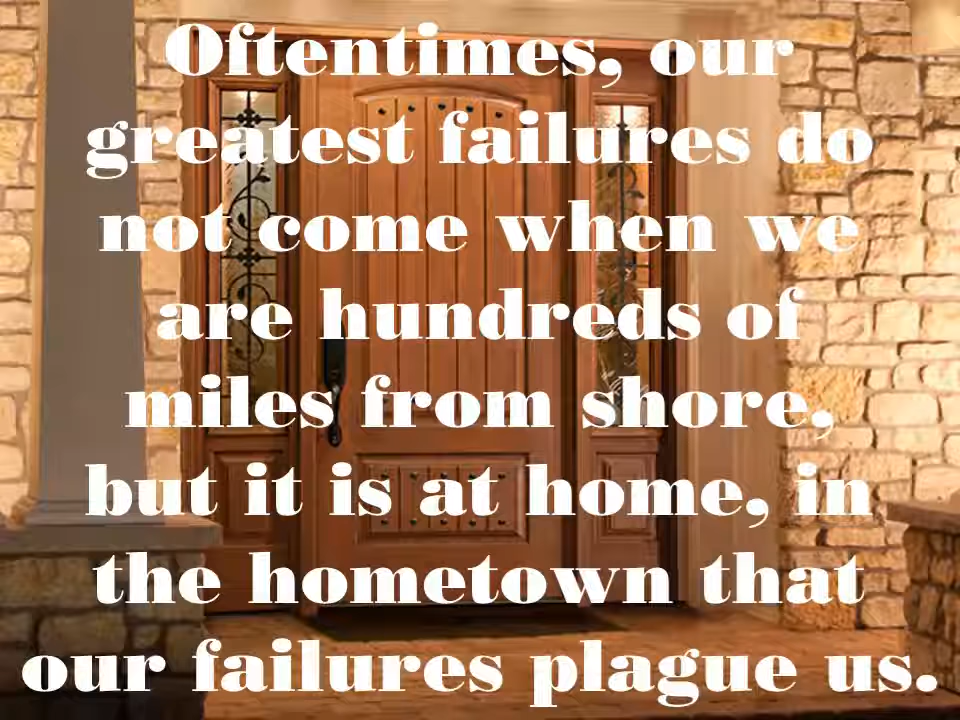 Oftentimes, our
greatest failures do
not come when we
are hundreds of
miles from shore,
but it is at home, in
the hometown that
our failures plague us.